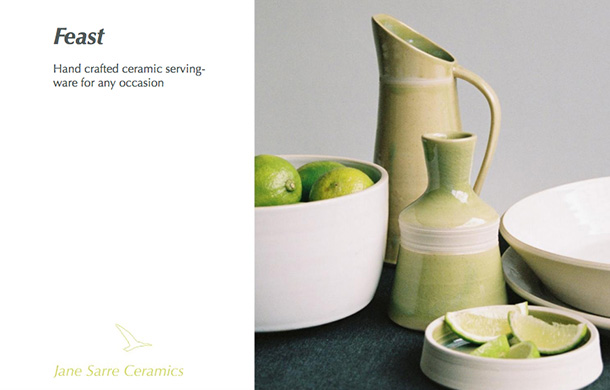 Feast
Hand crafted ceramic serving-
ware for any occasion
Jane Sarre Ceramics